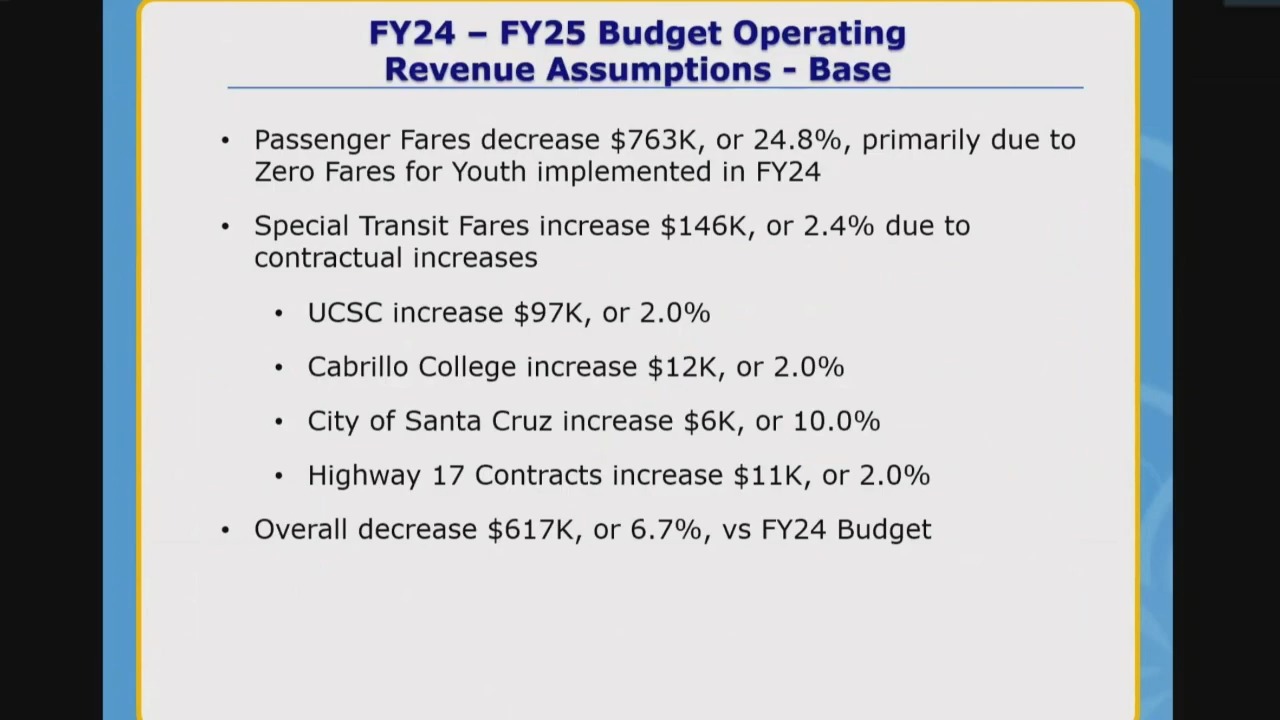 FY24 – FY25 Budget Operating
Revenue Assumptions - Base
• Passenger Fares decrease $763K, or 24.8%, primarily due to
Zero Fares for Youth implemented in FY24
• Special Transit Fares increase $146K, or 2.4% due to
contractual increases
• UCSC increase $97K, or 2.0%
• Cabrillo College increase $12K, or 2.0%
• City of Santa Cruz increase $6K, or 10.0%
• Highway 17 Contracts increase $11K, or 2.0%
• Overall decrease $617K, or 6.7%, vs FY24 Budget